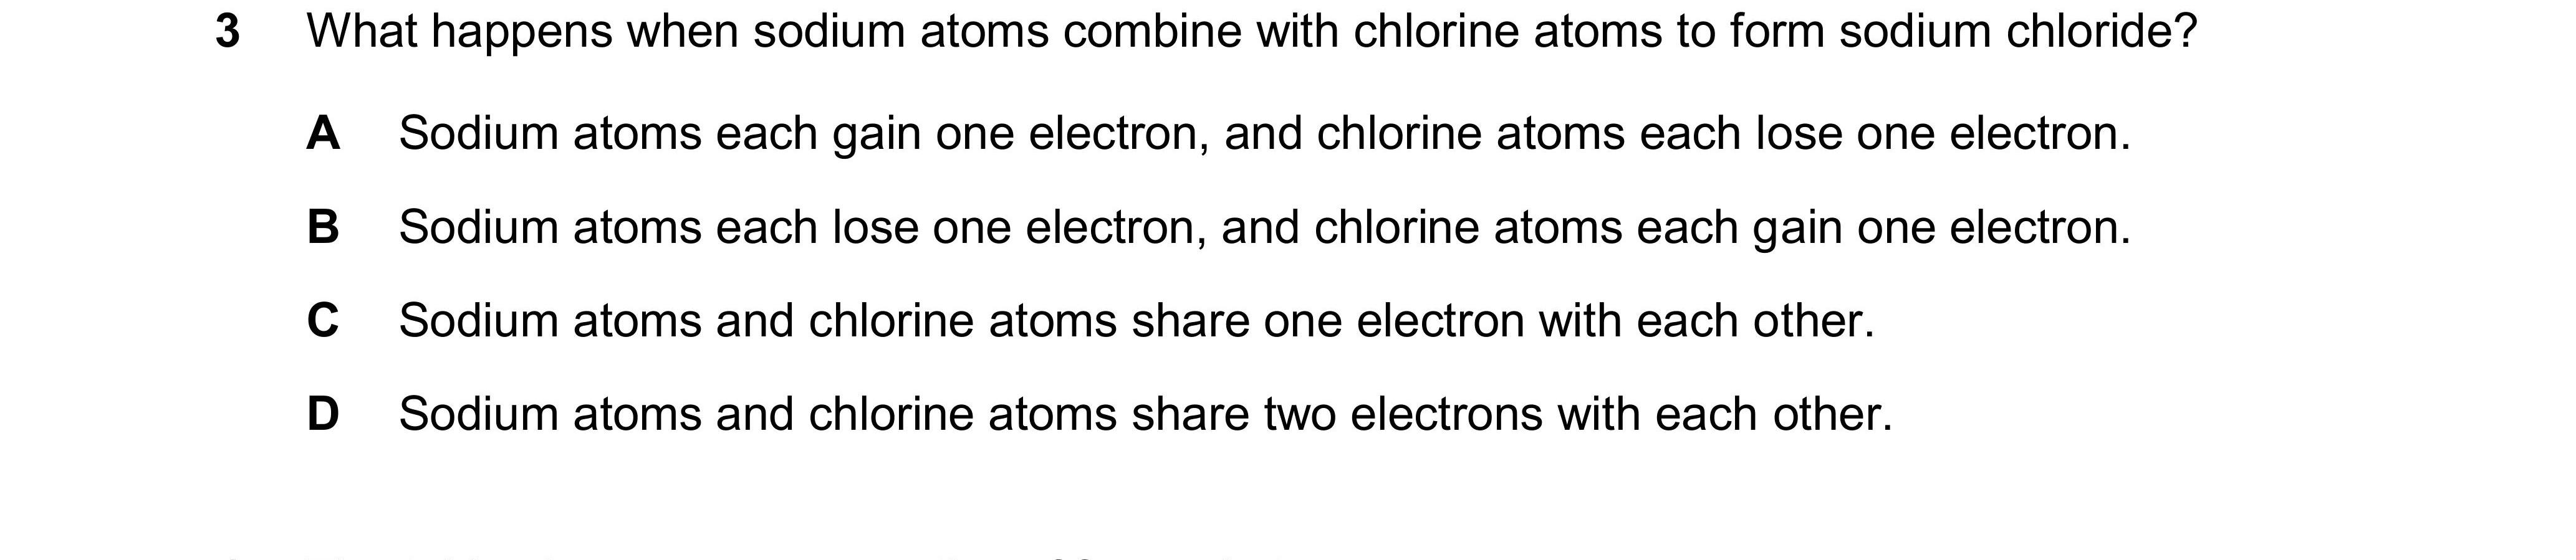 3 What happens when sodium atoms combine with chlorine atoms to form sodium chloride?
A Sodium atoms each gain one electron, and chlorine atoms each lose one electron.
B Sodium atoms each lose one electron, and chlorine atoms each gain one electron.
C Sodium atoms and chlorine atoms share one electron with each other.
D Sodium atoms and chlorine atoms share two electrons with each other.